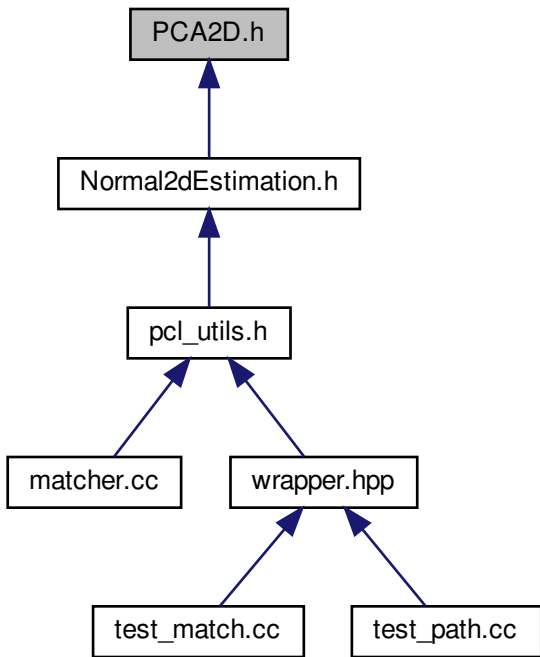 PCA2D.h
Normal2dEstimation.h
pcl_utils.h
matcher.cc
wrapper.hpp
test_match.cc
test_path.cc